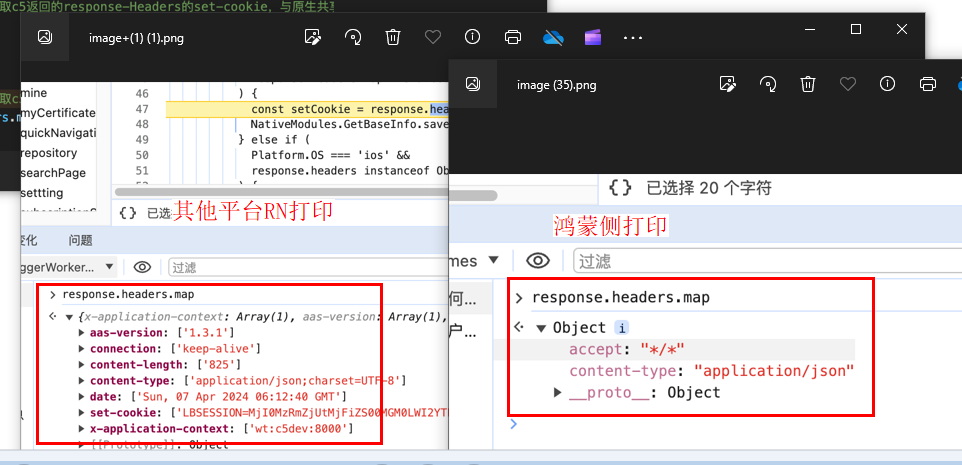 取c5返回的response-Headers的set-cookie，与原生共享
image+(1) (1).png
image (35).png
取c5
rs.m
mine
myCertificate
quickNavigati
repository
searchPage
settting
46 ) {
47 const setCookie = response.hea
48 NativeModules.GetBaseInfo.save
49 } else if (
50 Platform.OS === 'ios' &&
51 response.headers instanceof Ob
{} 已选
其他平台RN打印
变化 问题
ggerWorker... 过滤
> response.headers.map
{x-application-context: Array(1), aas-version: Array(1),
aas-version: ['1.3.1']
connection: ['keep-alive']
content-length: ['825']
content-type: ['application/json;charset=UTF-8']
date: ['Sun, 07 Apr 2024 06:12:40 GMT']
x-application-context: ['wt:c5dev:8000']
[[Prototype]]: Object
{} 已选择 20 个字符
鸿蒙侧打印
mes 过滤
何...
户...
> response.headers.map
Object i
accept: "*/*"
content-type: "application/json"
__proto__: Object
>